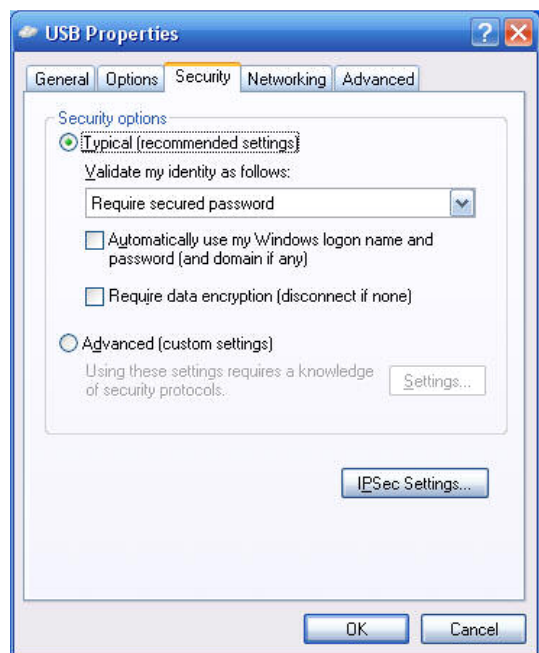 USB Properties
General Options Security Networking Advanced
Security options
Typical (recommended settings)
Validate my identity as follows:
Require secured password
Automatically use my Windows logon name and
password (and domain if any)
Require data encryption (disconnect if none)
Advanced (custom settings)
Using these settings requires a knowledge
of security protocols.
Settings...
IPSec Settings...
OK Cancel